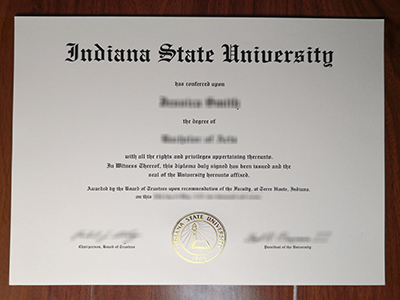 Indiana State University
has conferred upon
the degree of
with all the rights and privileges appertaining thereunto.
In Witness Thereof, this diploma duly signed has been issued and the
seal of the University hereunto affixed.
Awarded by the Board of Trustees upon recommendation of the Faculty, at Terre Haute, Indiana.
on this
INDIANA STATE UNIVERSITY
Chairperson, Board of Trustees
President of the University